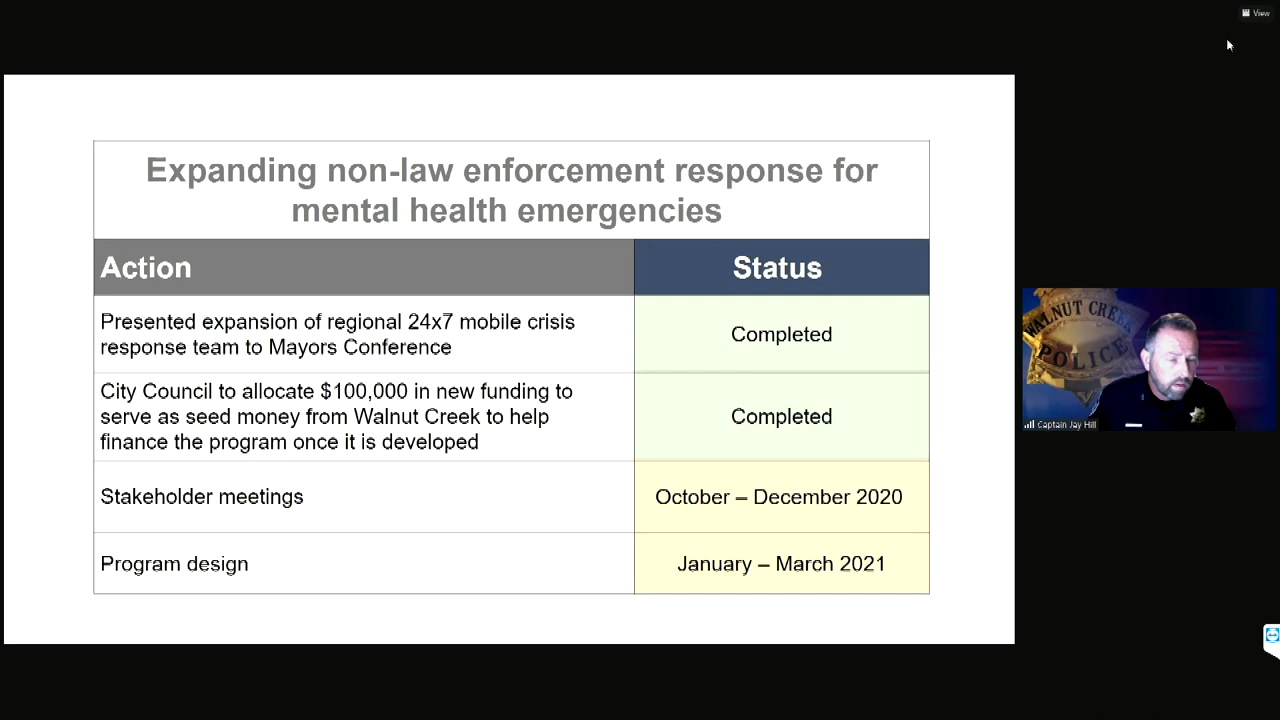 View
Expanding non-law enforcement response for
mental health emergencies
Action
Status
Presented expansion of regional 24x7 mobile crisis
response team to Mayors Conference
Completed
City Council to allocate $100,000 in new funding to
serve as seed money from Walnut Creek to help
finance the program once it is developed
Completed
Stakeholder meetings
October – December 2020
Program design
January – March 2021
WALNUT CREEK
POLICE
Captain Jay Hill